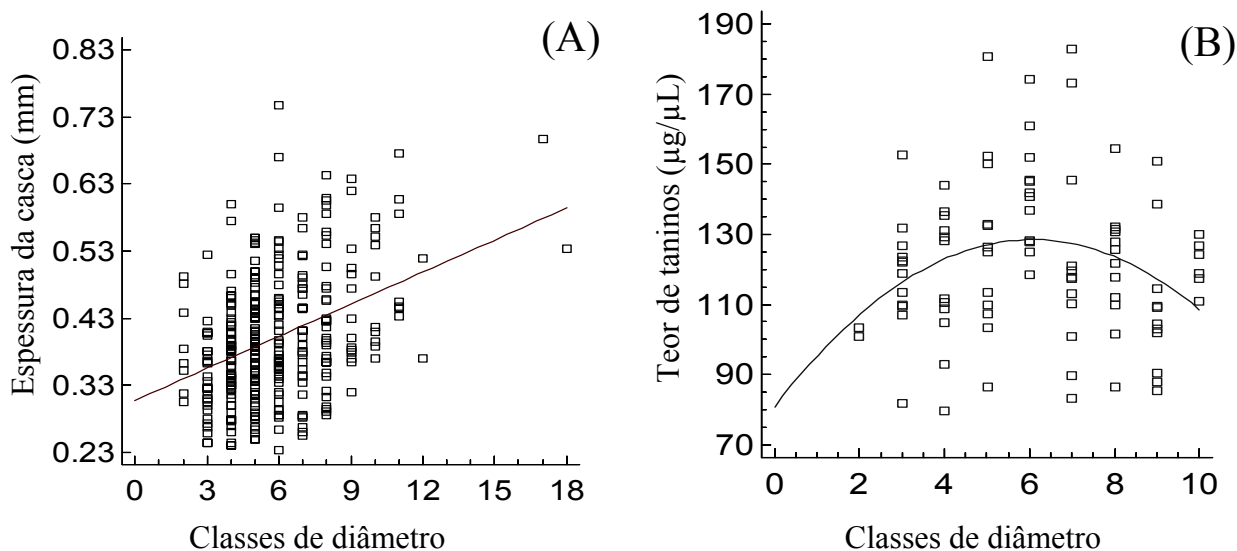 (A)
Espessura da casca (mm)
0.83
0.73
0.63
0.53
0.43
0.33
0.23
0 3 6 9 12 15 18
Classes de diâmetro
(B)
Teor de taninos (µg/µL)
190
170
150
130
110
90
70
0 2 4 6 8 10
Classes de diâmetro